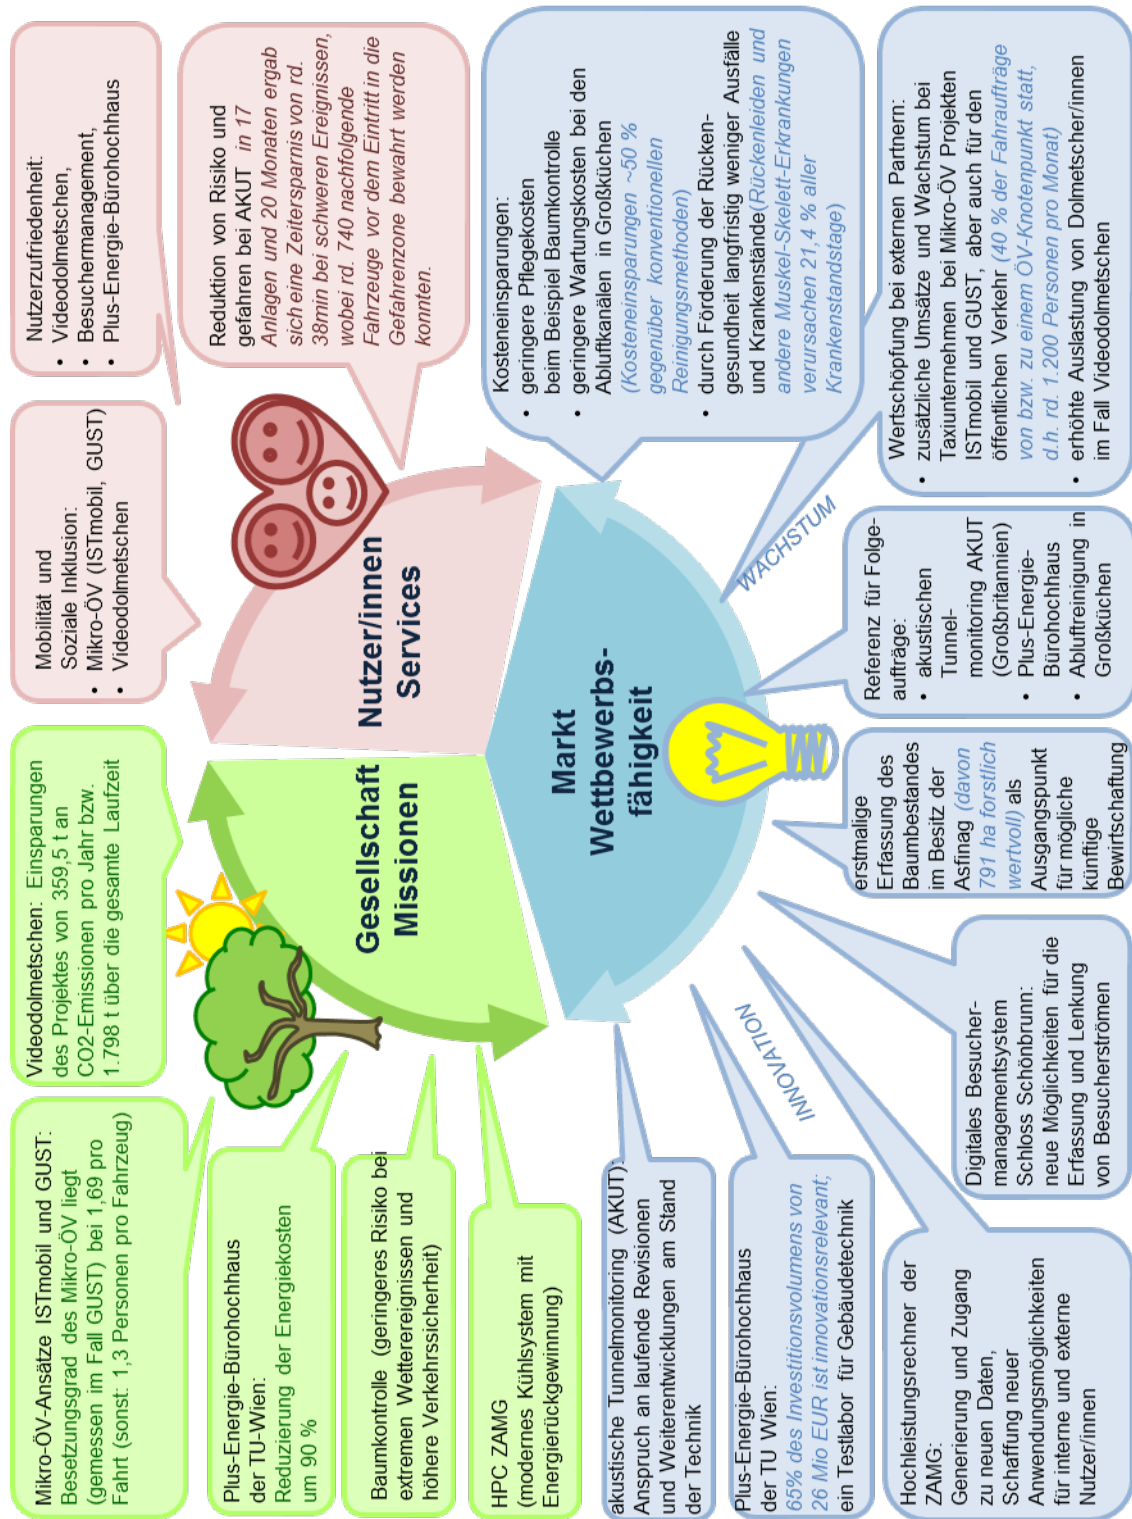 Mikro-ÖV-Ansätze ISTmobil und GUST:
Besetzungsgrad des Mikro-ÖV liegt
(gemessen im Fall GUST) bei 1,69 pro
Fahrt (sonst: 1,3 Personen pro Fahrzeug)
Videodolmetschen: Einsparungen
des Projektes von 359,5 t an
CO2-Emissionen pro Jahr bzw.
1.798 t über die gesamte Laufzeit
Mobilität und
Soziale Inklusion:
• Mikro-ÖV (ISTmobil, GUST)
• Videodolmetschen
Nutzerzufriedenheit:
• Videodolmetschen,
• Besuchermanagement,
• Plus-Energie-Bürohochhaus
Plus-Energie-Bürohochhaus
der TU-Wien:
Reduzierung der Energiekosten
um 90 %
Baumkontrolle (geringeres Risiko bei
extremen Wetterereignissen und
höhere Verkehrssicherheit)
HPC ZAMG
(modernes Kühlsystem mit
Energierückgewinnung)
Gesellschaft
Missionen
Nutzer/innen
Services
Markt
Wettbewerbs-
fähigkeit
Reduktion von Risiko und
gefahren bei AKUT in 17
Anlagen und 20 Monaten ergab
sich eine Zeitersparnis von rd.
38min bei schweren Ereignissen,
wobei rd. 740 nachfolgende
Fahrzeuge vor dem Eintritt in die
Gefahrenzone bewahrt werden
konnten.
Kosteneinsparungen:
• geringere Pflegekosten
beim Beispiel Baumkontrolle
• geringere Wartungskosten bei den
Abluftkanälen in Großküchen
(Kosteneinsparungen ~50 %
gegenüber konventionellen
Reinigungsmethoden)
• durch Förderung der Rücken-
gesundheit langfristig weniger Ausfälle
und Krankenstände(Rückenleiden und
andere Muskel-Skelett-Erkrankungen
verursachen 21,4 % aller
Krankenstandstage)
akustische Tunnelmonitoring (AKUT):
Anspruch an laufende Revisionen
und Weiterentwicklungen am Stand
der Technik
Plus-Energie-Bürohochhaus
der TU Wien:
65% des Investitionsvolumens von
26 Mio EUR ist innovationsrelevant;
ein Testlabor für Gebäudetechnik
INNOVATION
WACHSTUM
Hochleistungsrechner der
ZAMG:
Generierung und Zugang
zu neuen Daten,
Schaffung neuer
Anwendungsmöglichkeiten
für interne und externe
Nutzer/innen
Digitales Besucher-
managementsystem
Schloss Schönbrunn:
neue Möglichkeiten für die
Erfassung und Lenkung
von Besucherströmen
erstmalige
Erfassung des
Baumbestandes
im Besitz der
Asfinag (davon
791 ha forstlich
wertvoll) als
Ausgangspunkt
für mögliche
künftige
Bewirtschaftung
Referenz für Folge-
aufträge:
• akustischen
Tunnel-
monitoring AKUT
(Großbritannien)
• Plus-Energie-
Bürohochhaus
• Abluftreinigung in
Großküchen
Wertschöpfung bei externen Partnern:
• zusätzliche Umsätze und Wachstum bei
Taxiunternehmen bei Mikro-ÖV Projekten
ISTmobil und GUST, aber auch für den
öffentlichen Verkehr (40 % der Fahraufträge
von bzw. zu einem ÖV-Knotenpunkt statt,
d.h. rd. 1.200 Personen pro Monat)
• erhöhte Auslastung von Dolmetscher/innen
im Fall Videodolmetschen